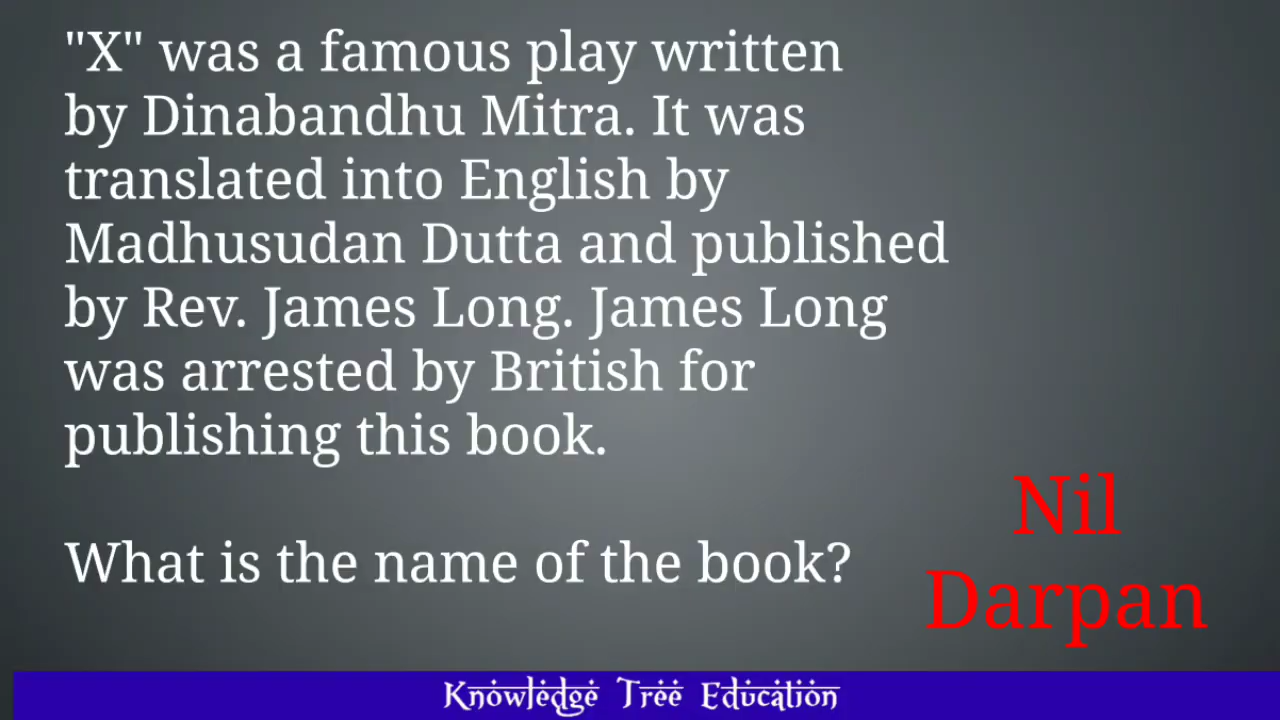 "X" was a famous play written
by Dinabandhu Mitra. It was
translated into English by
Madhusudan Dutta and published
by Rev. James Long. James Long
was arrested by British for
publishing this book.
What is the name of the book?
Nil
Darpan
Knowledge Tree Education